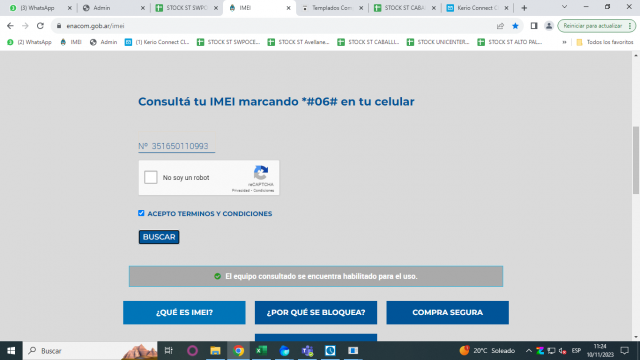 (3) WhatsApp
Admin
STOCK ST SWPO
IMEI
Templados Cons
STOCK ST CABA
Kerio Connect C
enacom.gob.ar/imei
Reiniciar para actualizar
(2) WhatsApp
IMEI
Admin
(1) Kerio Connect Cl...
STOCK ST SWPOCE...
STOCK ST Avellane...
STOCK ST CABALLI...
STOCK UNICENTER...
STOCK ST ALTO PAL...
»
Todos los favoritos
Consultá tu IMEI marcando *#06# en tu celular
Nº 351650110993
No soy un robot
reCAPTCHA
Privacidad - Condiciones
ACEPTO TERMINOS Y CONDICIONES
BUSCAR
El equipo consultado se encuentra habilitado para el uso.
¿QUÉ ES IMEI?
¿POR QUÉ SE BLOQUEA?
COMPRA SEGURA
Buscar
20°C Soleado
ESP
11:24
10/11/2023